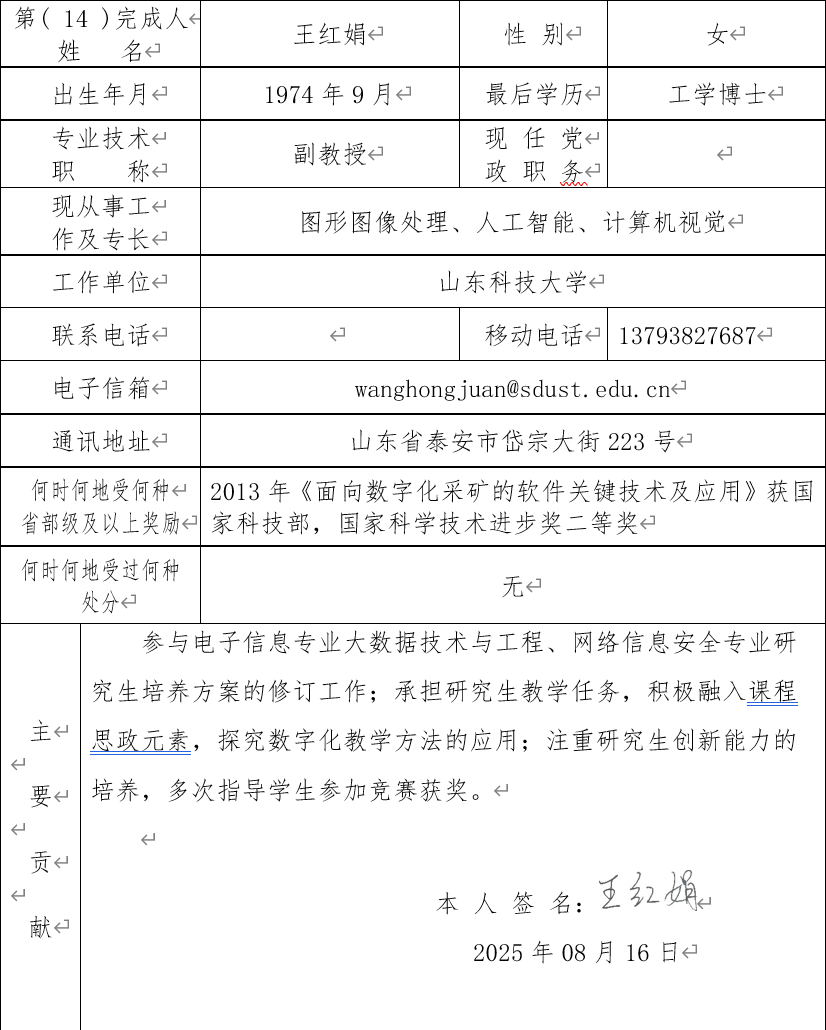 第( 14 )完成人
姓 名
王红娟
性 别
女
出生年月
1974 年 9 月
最后学历
工学博士
专业技术
职 称
副教授
现 任 党
政 职 务
现从事工
作及专长
图形图像处理、人工智能、计算机视觉
工作单位
山东科技大学
联系电话
移动电话
13793827687
电子信箱
wanghongjuan@sdust.edu.cn
通讯地址
山东省泰安市岱宗大街 223 号
何时何地受何种
省部级及以上奖励
2013 年《面向数字化采矿的软件关键技术及应用》获国
家科技部，国家科学技术进步奖二等奖
何时何地受过何种
处分
无
主
要
贡
献
参与电子信息专业大数据技术与工程、网络信息安全专业研
究生培养方案的修订工作；承担研究生教学任务，积极融入课程
思政元素，探究数字化教学方法的应用；注重研究生创新能力的
培养，多次指导学生参加竞赛获奖。
本 人 签 名：王红娟
2025 年 08 月 16 日